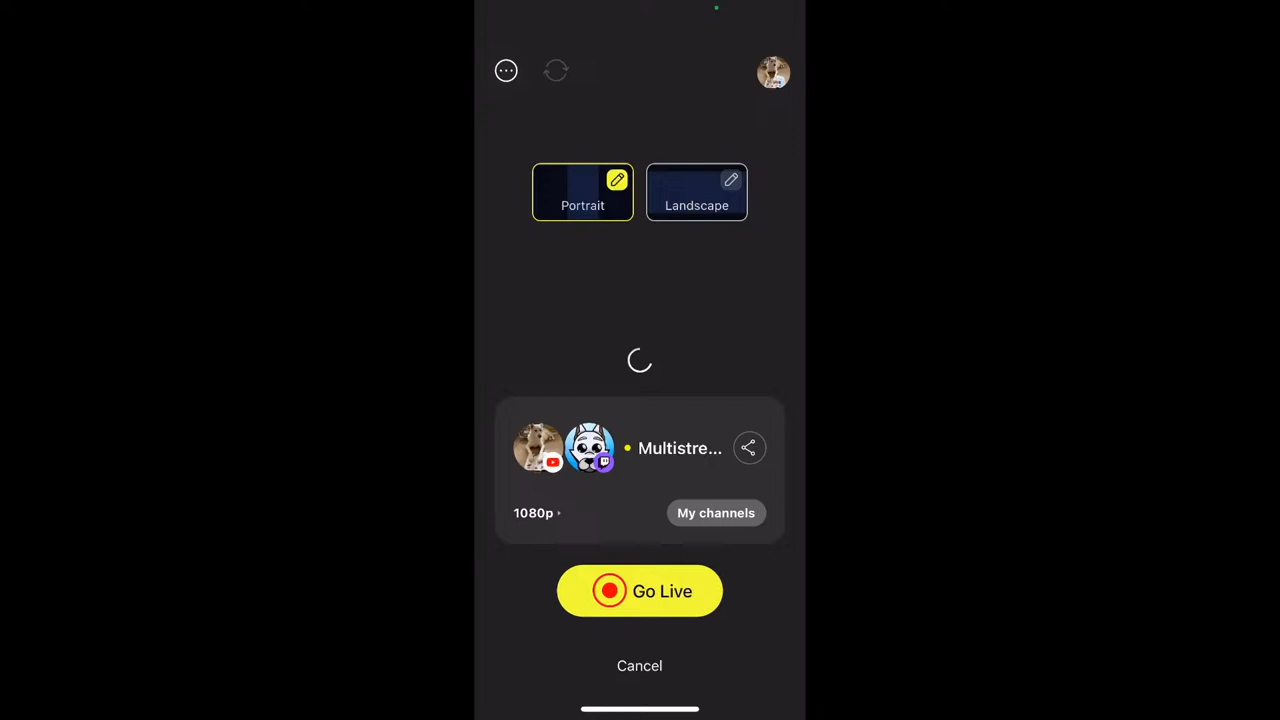 Portrait
Landscape
Multistre...
1080p
My channels
Go Live
Cancel